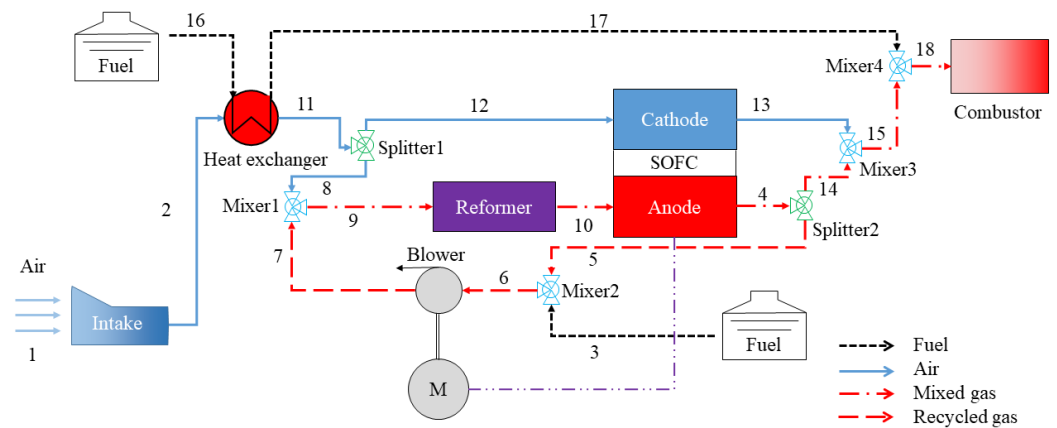 16
17
Fuel
Mixer4
18
Combustor
11
12
Cathode
13
Heat exchanger
Splitter1
SOFC
15
Mixer3
2
8
Mixer1
9
Reformer
10
Anode
4
14
Splitter2
7
Blower
6
5
Mixer2
Air
Intake
1
3
Fuel
M
Fuel
Air
Mixed gas
Recycled gas